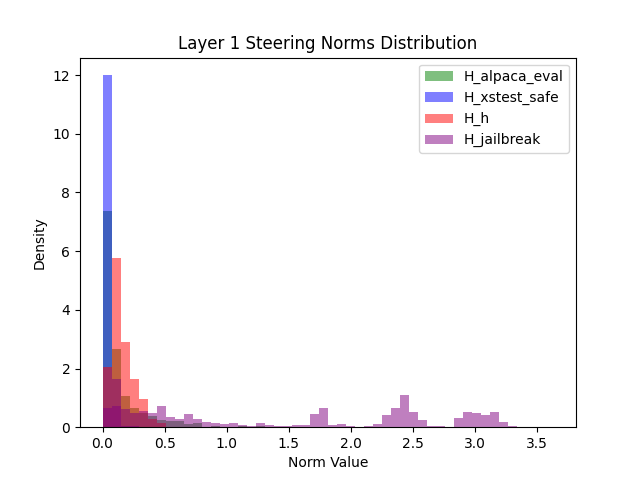 Layer 1 Steering Norms Distribution
H_alpaca_eval
H_xstest_safe
H_h
H_jailbreak
12
10
8
6
4
2
0
Density
0.0 0.5 1.0 1.5 2.0 2.5 3.0 3.5
Norm Value